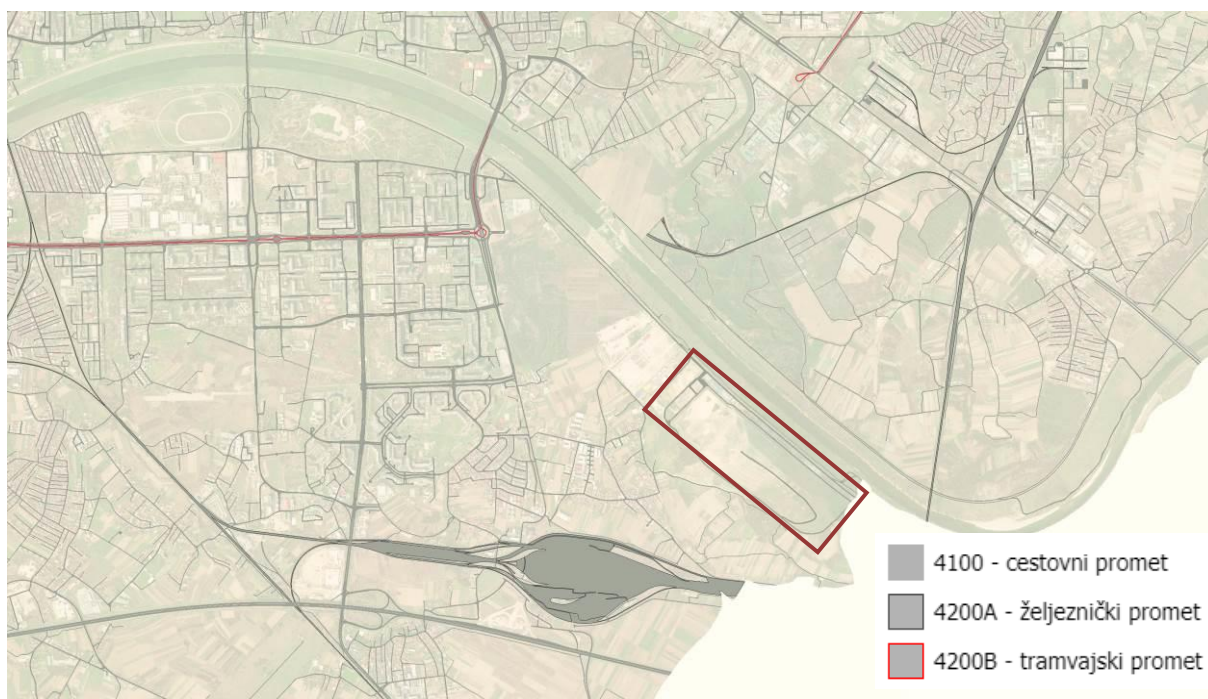 4100 - cestovni promet
4200A - željeznički promet
4200B - tramvajski promet